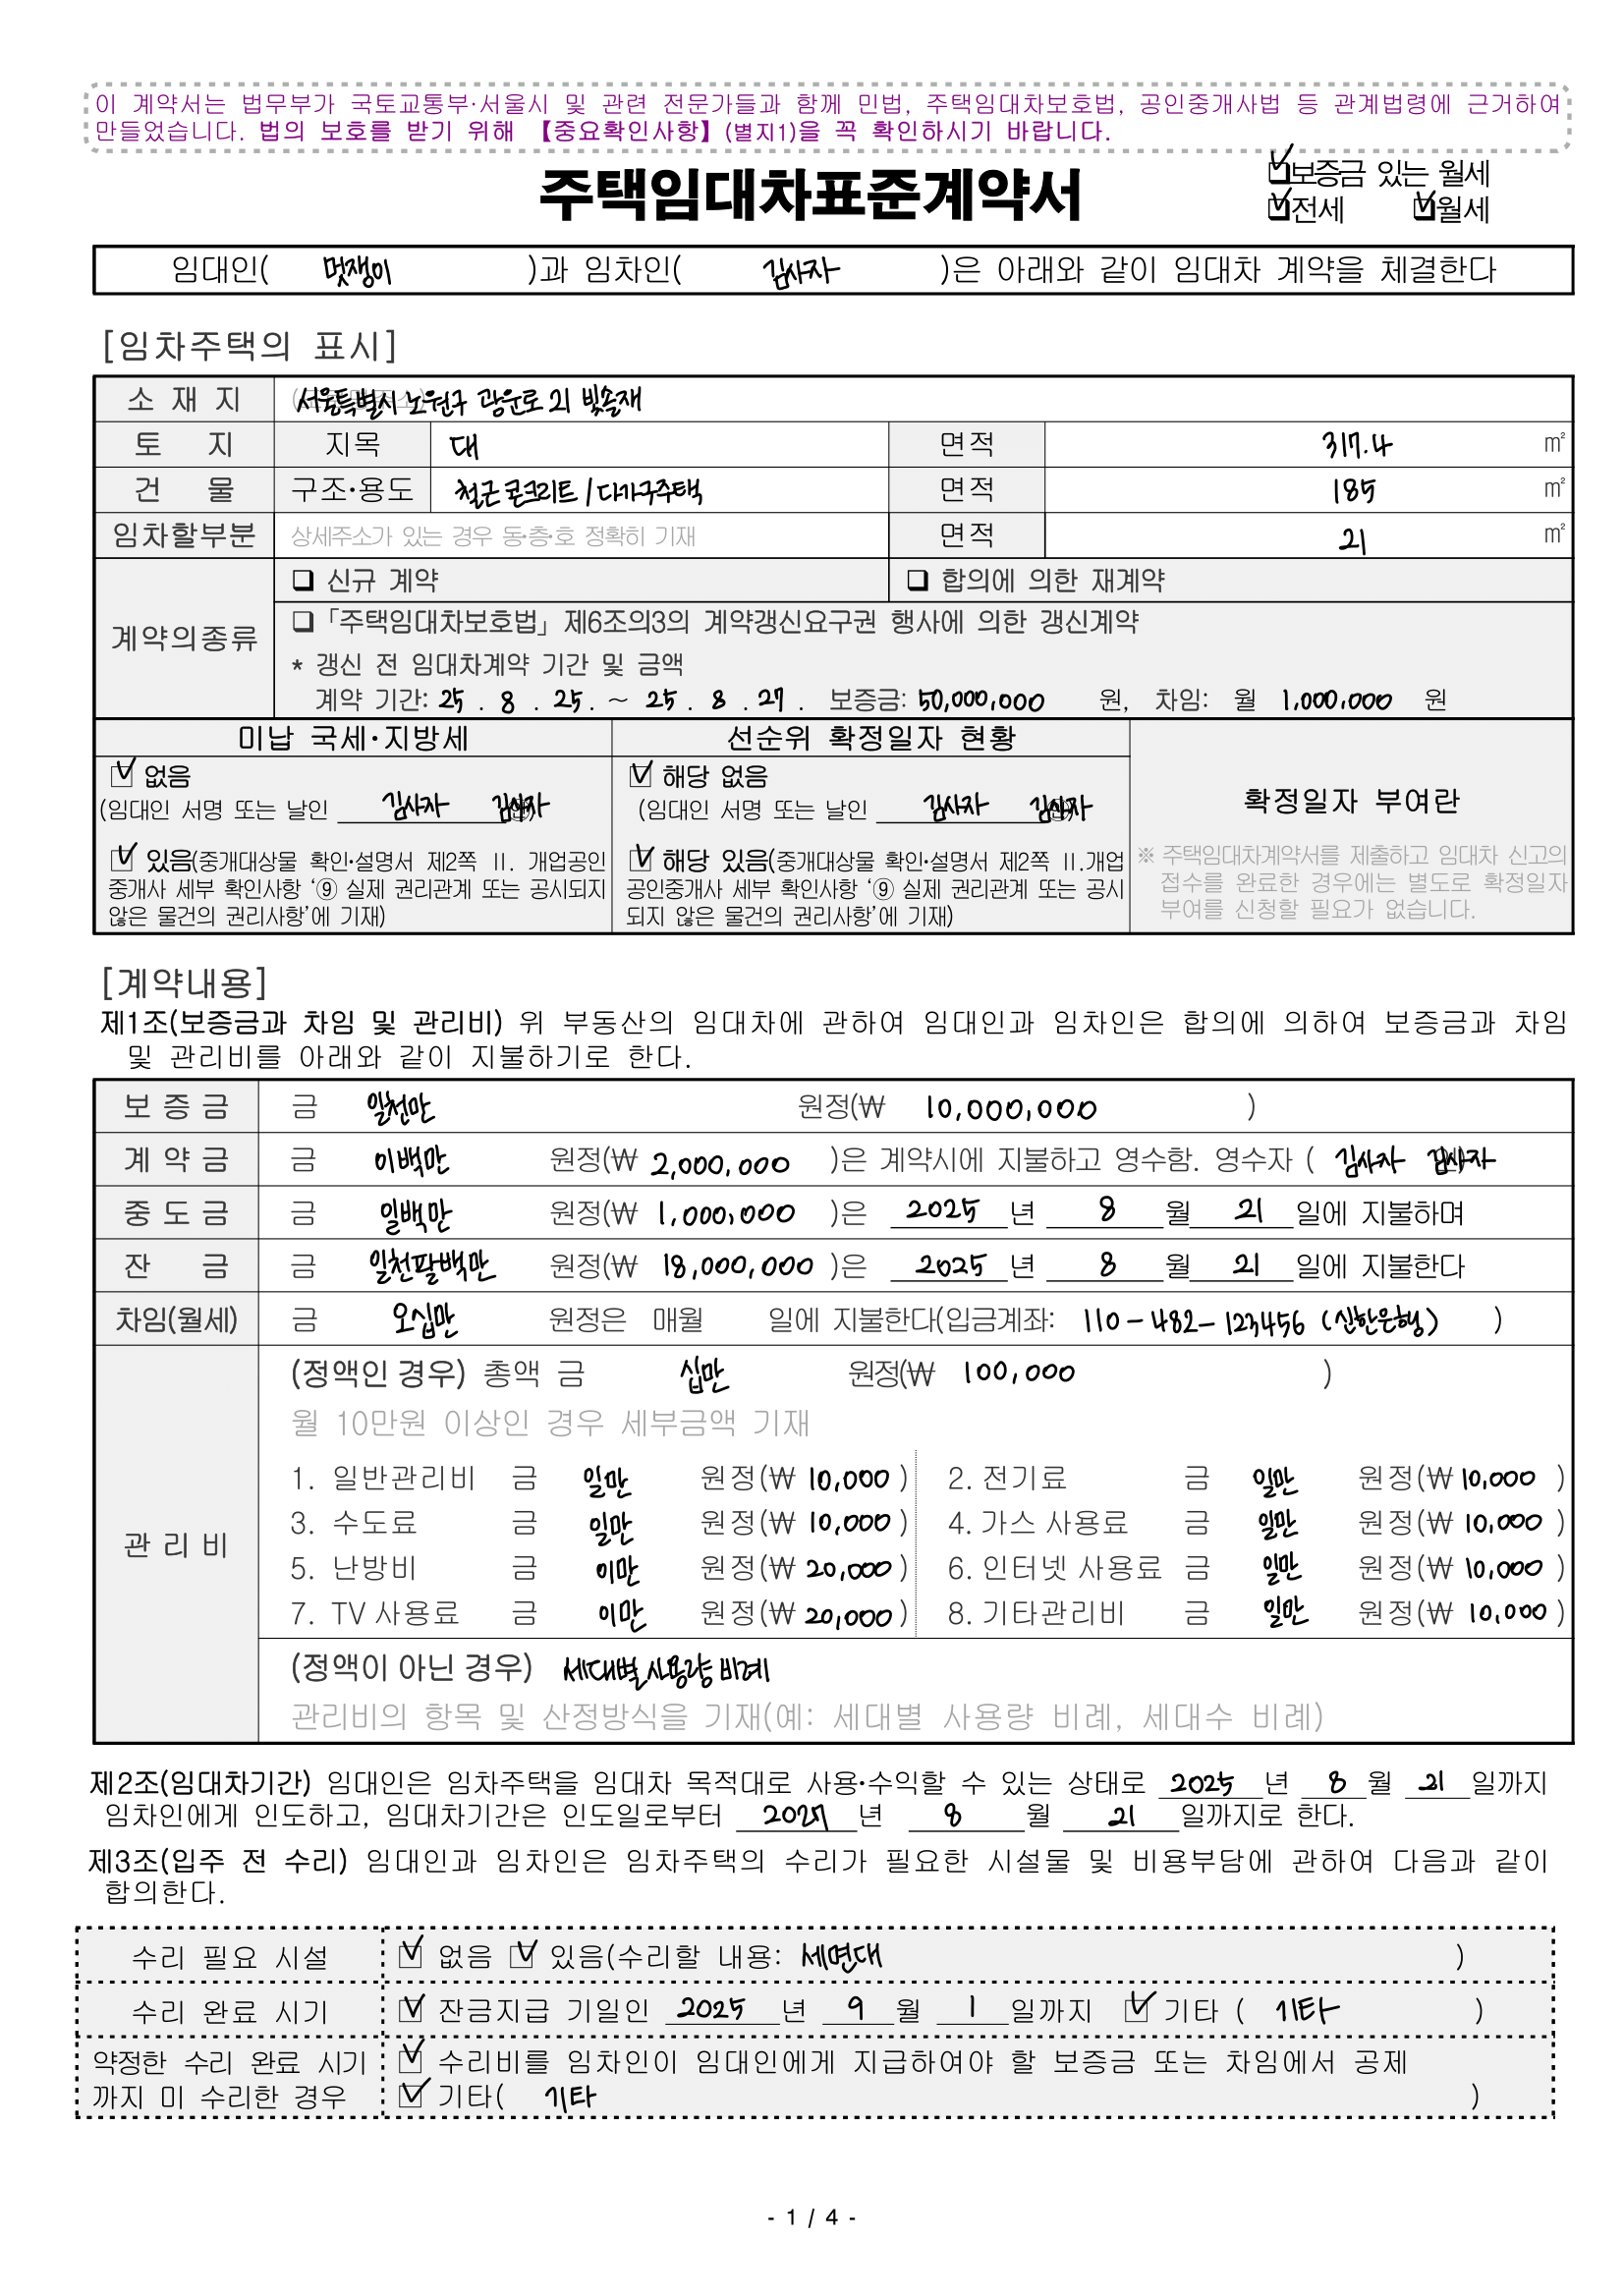 이 계약서는 법무부가 국토교통부·서울시 및 관련 전문가들과 함께 민법, 주택임대차보호법, 공인중개사법 등 관계법령에 근거하여
만들었습니다. 법의 보호를 받기 위해 【중요확인사항】(별지1)을 꼭 확인하시기 바랍니다.
주택임대차표준계약서
☑보증금 있는 월세
☑전세 ☑월세
임대인( 멋쟁이 )과 임차인( 김사자 )은 아래와 같이 임대차 계약을 체결한다
[임차주택의 표시]
소 재 지 서울특별시 노원구 광운로 21 빛솔재
토 지 지목 대 면적 317.4 ㎡
건 물 구조·용도 철근 콘크리트 / 다가구주택 면적 185 ㎡
임차할부분 상세주소가 있는 경우 동·층·호 정확히 기재 면적 21 ㎡
계약의종류 ❑ 신규 계약 ❑ 합의에 의한 재계약
❑「주택임대차보호법」제6조의3의 계약갱신요구권 행사에 의한 갱신계약
* 갱신 전 임대차계약 기간 및 금액
계약 기간: 25 . 8 . 25 . ~ 25 . 8 . 27 . 보증금: 50,000,000 원, 차임: 월 1,000,000 원
미납 국세·지방세 선순위 확정일자 현황 확정일자 부여란
☑ 없음 ☑ 해당 없음
(임대인 서명 또는 날인 김사자 김사자 ㊞) (임대인 서명 또는 날인 김사자 김사자 ㊞)
☑ 있음(중개대상물 확인·설명서 제2쪽 Ⅱ. 개업공인 ☑ 해당 있음(중개대상물 확인·설명서 제2쪽 Ⅱ.개업 ※ 주택임대차계약서를 제출하고 임대차 신고의
중개사 세부 확인사항 ‘⑨ 실제 권리관계 또는 공시되지 공인중개사 세부 확인사항 ‘⑨ 실제 권리관계 또는 공시 접수를 완료한 경우에는 별도로 확정일자
않은 물건의 권리사항’에 기재) 되지 않은 물건의 권리사항’에 기재) 부여를 신청할 필요가 없습니다.
[계약내용]
제1조(보증금과 차임 및 관리비) 위 부동산의 임대차에 관하여 임대인과 임차인은 합의에 의하여 보증금과 차임
및 관리비를 아래와 같이 지불하기로 한다.
보 증 금 금 일천만 원정(₩ 10,000,000 )
계 약 금 금 이백만 원정(₩ 2,000,000 )은 계약시에 지불하고 영수함. 영수자 ( 김사자 김사자
중 도 금 금 일백만 원정(₩ 1,000,000 )은 2025 년 8 월 21 일에 지불하며
잔 금 금 일천팔백만 원정(₩ 18,000,000 )은 2025 년 8 월 21 일에 지불한다
차임(월세) 금 오십만 원정은 매월 일에 지불한다(입금계좌: 110-482-123456 (신한은행) )
관 리 비 (정액인 경우) 총액 금 십만 원정(₩ 100,000 )
월 10만원 이상인 경우 세부금액 기재
1. 일반관리비 금 일만 원정(₩ 10,000 ) 2. 전기료 금 일만 원정(₩ 10,000 )
3. 수도료 금 일만 원정(₩ 10,000 ) 4. 가스 사용료 금 일만 원정(₩ 10,000 )
5. 난방비 금 이만 원정(₩ 20,000 ) 6. 인터넷 사용료 금 일만 원정(₩ 10,000 )
7. TV 사용료 금 이만 원정(₩ 20,000 ) 8. 기타관리비 금 일만 원정(₩ 10,000 )
(정액이 아닌 경우) 세대별 사용량 비례
관리비의 항목 및 산정방식을 기재(예: 세대별 사용량 비례, 세대수 비례)
제2조(임대차기간) 임대인은 임차주택을 임대차 목적대로 사용·수익할 수 있는 상태로 2025 년 8 월 21 일까지
임차인에게 인도하고, 임대차기간은 인도일로부터 2027 년 8 월 21 일까지로 한다.
제3조(입주 전 수리) 임대인과 임차인은 임차주택의 수리가 필요한 시설물 및 비용부담에 관하여 다음과 같이
합의한다.
수리 필요 시설 ☑ 없음 ☑ 있음(수리할 내용: 세면대 )
수리 완료 시기 ☑ 잔금지급 기일인 2025 년 9 월 1 일까지 ☑ 기타 ( 기타 )
약정한 수리 완료 시기 ☑ 수리비를 임차인이 임대인에게 지급하여야 할 보증금 또는 차임에서 공제
까지 미 수리한 경우 ☑ 기타( 기타 )
- 1 / 4 -